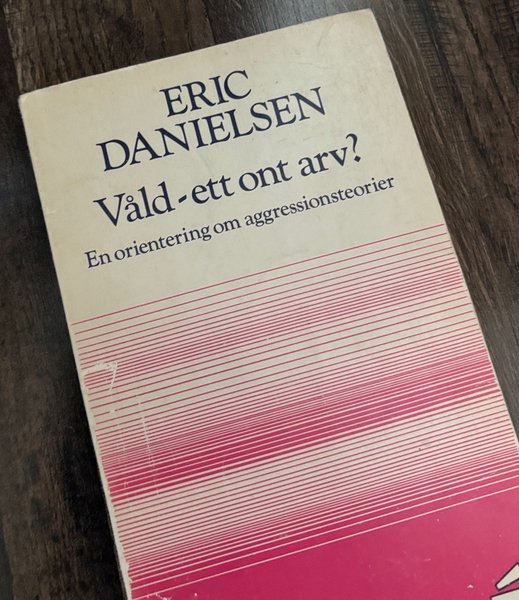 ERIC
DANIELSEN
Våld - ett ont arv?
En orientering om aggressionsteorier